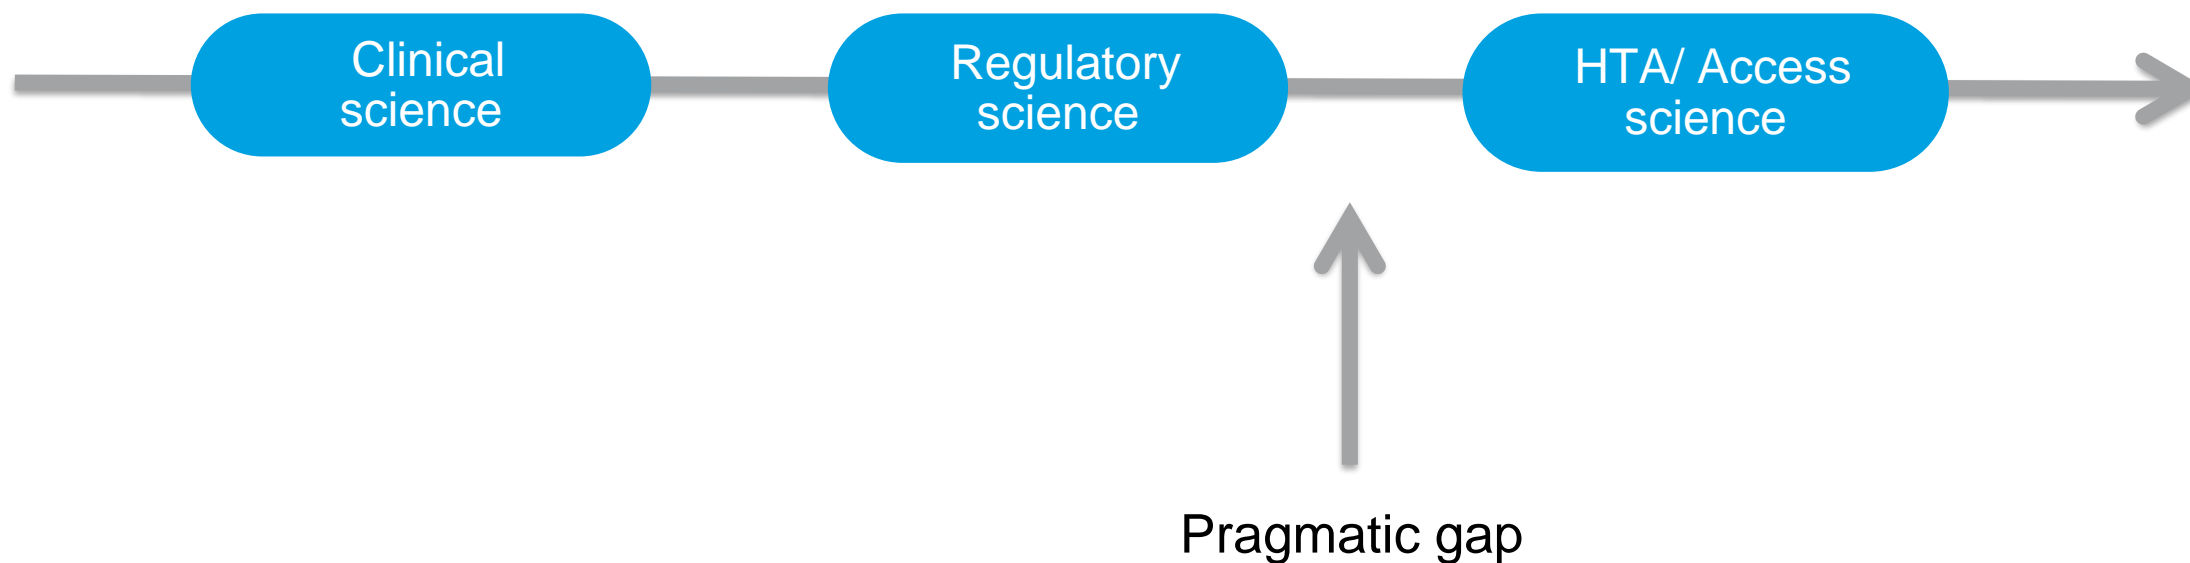 Clinical
science
Regulatory
science
HTA/ Access
science
Pragmatic gap